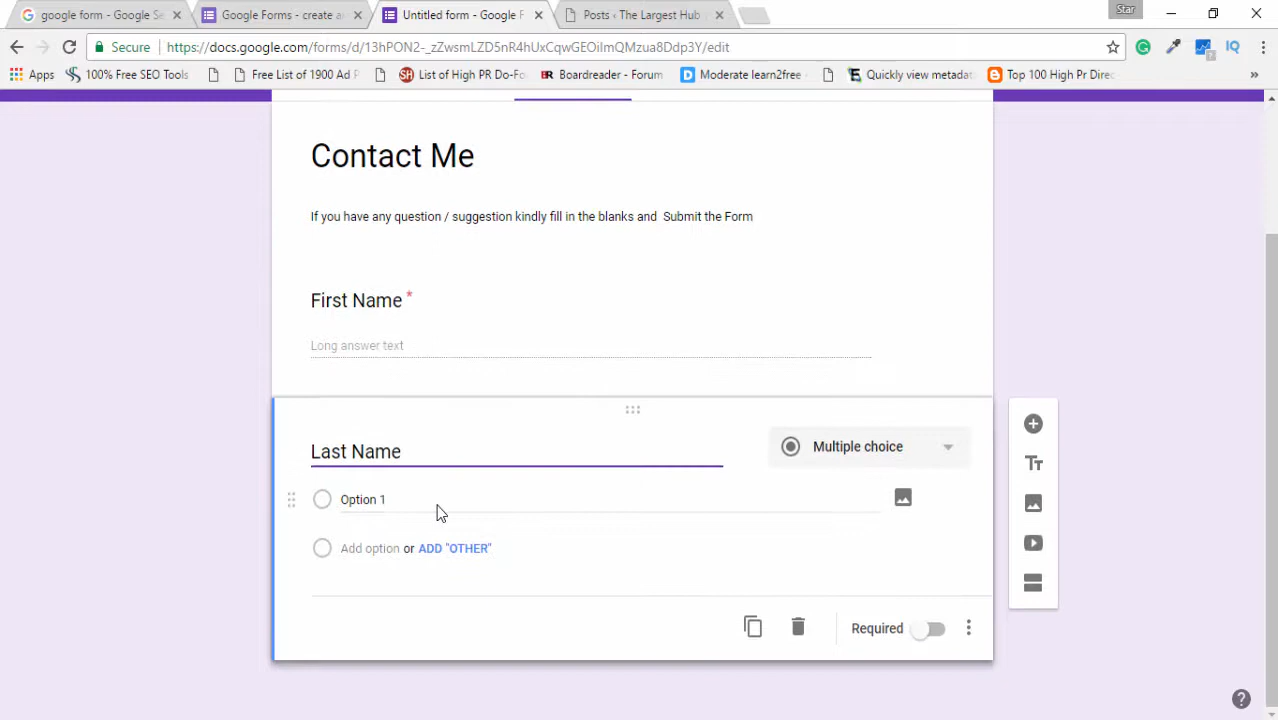 google form - Google Se
Google Forms - create a
Untitled form – Google F
Posts ‹ The Largest Hub
Star
Secure
https://docs.google.com/forms/d/13hPON2-_zZwsmLZD5nR4hUxCqwGEOiImQMzua8Ddp3Y/edit
IQ
Apps
100% Free SEO Tools
Free List of 1900 Ad P
SH
List of High PR Do-Fo
BR
Boardreader - Forum
Moderate learn2free
Quickly view metadat
Top 100 High Pr Direc
»
Contact Me
If you have any question / suggestion kindly fill in the blanks and Submit the Form
First Name *
Long answer text
Last Name
Multiple choice
Option 1
Add option or ADD "OTHER"
Required